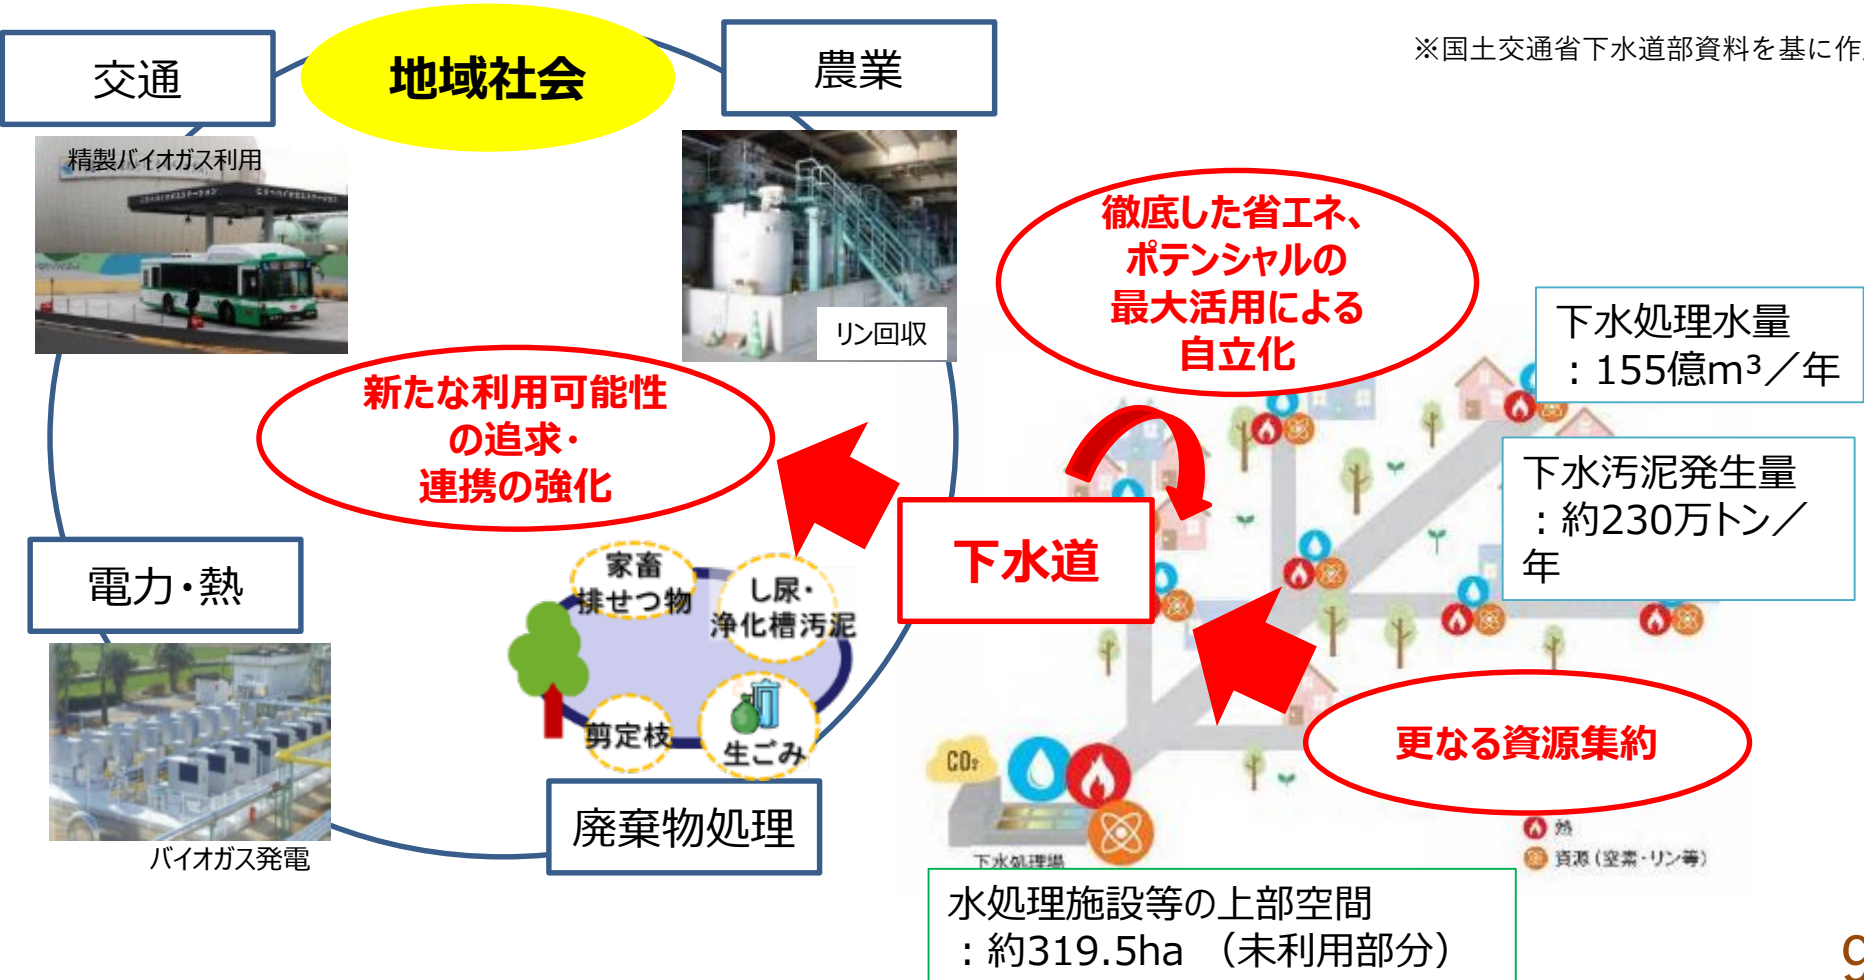 交通
地域社会
農業
※国土交通省下水道部資料を基に作
精製バイオガス利用
リン回収
徹底した省エネ、
ポテンシャルの
最大活用による
自立化
下水処理水量
：155億m³／年
新たな利用可能性
の追求・
連携の強化
下水汚泥発生量
：約230万トン／
年
下水道
電力・熱
家畜
排せつ物
し尿・
浄化槽汚泥
剪定枝
生ごみ
更なる資源集約
CO₂
廃棄物処理
バイオガス発電
下水処理場
熱
資源（窒素・リン等）
水処理施設等の上部空間
：約319.5ha （未利用部分）